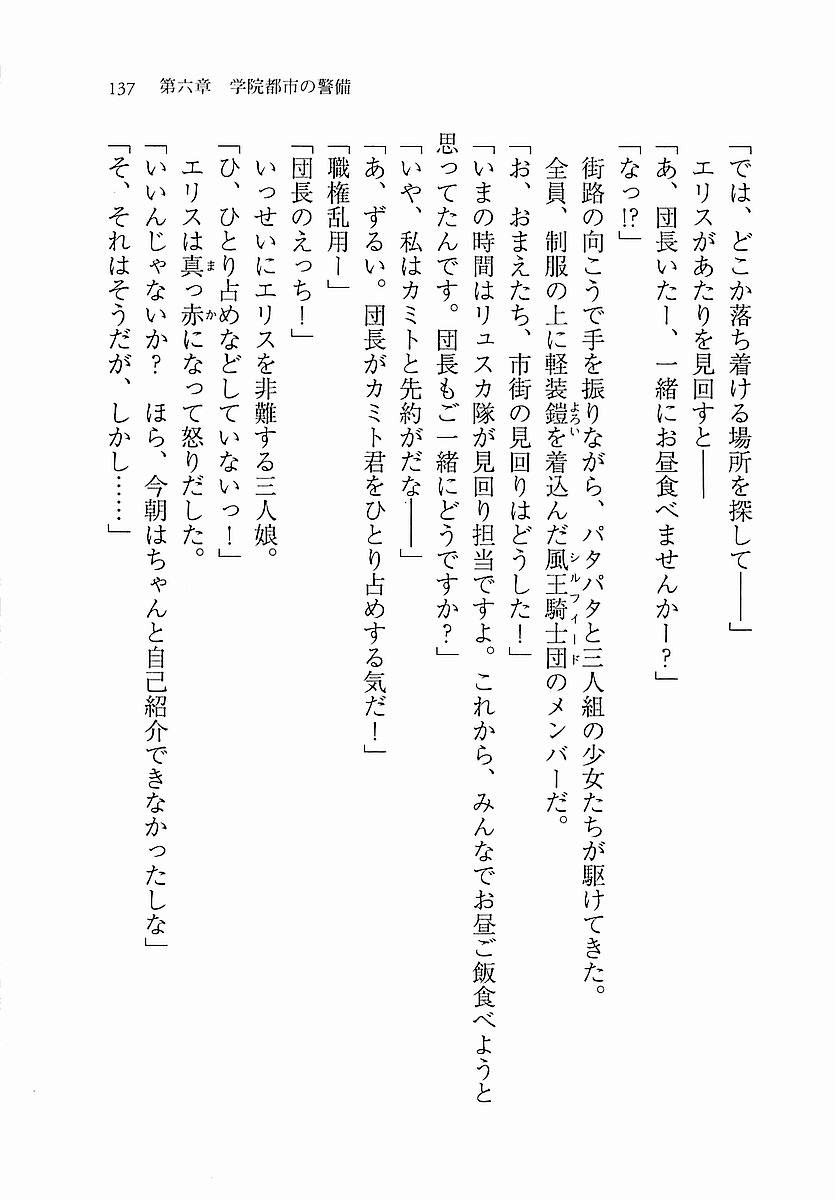 137　第六章　学院都市の警備
「では、どこか落ち着ける場所を探して――」
エリスがあたりを見回すと――
「あ、団長いたー、一緒にお昼食べませんかー？」
「なっ!?」
街路の向こうで手を振りながら、パタパタと三人組の少女たちが駆けてきた。
全員、制服の上に軽装鎧を着込んだ風王騎士団のメンバーだ。
よろい
シルフィード
「お、おまえたち、市街の見回りはどうした！」
「いまの時間はリュスカ隊が見回り担当ですよ。これから、みんなでお昼ご飯食べようと
思ってたんです。団長もご一緒にどうですか？」
「いや、私はカミトと先約がだな――」
「あ、ずるい。団長がカミト君をひとり占めする気だ！」
「職権乱用ー」
「団長のえっち！」
いっせいにエリスを非難する三人娘。
「ひ、ひとり占めなどしていないっ！」
エリスは真っ赤になって怒りだした。
ま
か
「いいんじゃないか？　ほら、今朝はちゃんと自己紹介できなかったしな」
「そ、それはそうだが、しかし……」